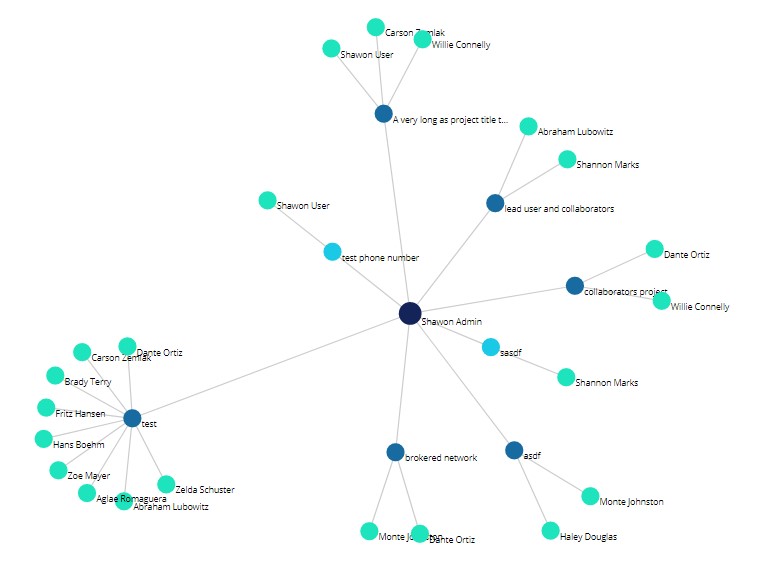 Carson Zemlak
Willie Connelly
Shawon User
A very long as project title t...
Abraham Lubowitz
Shannon Marks
Shawon User
lead user and collaborators
Dante Ortiz
test phone number
collaborators project
Willie Connelly
Shawon Admin
sasdf
Dante Ortiz
Carson Zemlak
Shannon Marks
Brady Terry
Fritz Hansen
test
Hans Boehm
brokered network
asdf
Zoe Mayer
Zelda Schuster
Aglae Romaguera
Monte Johnston
Abraham Lubowitz
Monte Johnston
Dante Ortiz
Haley Douglas